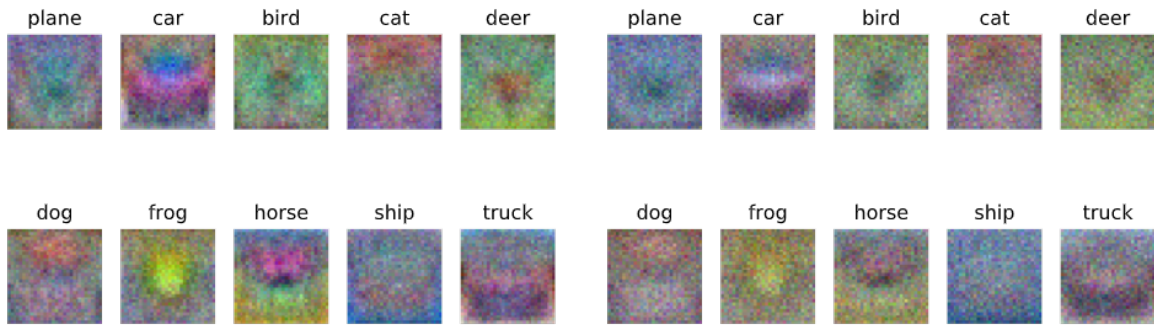 plane car bird cat deer plane car bird cat deer
dog frog horse ship truck dog frog horse ship truck